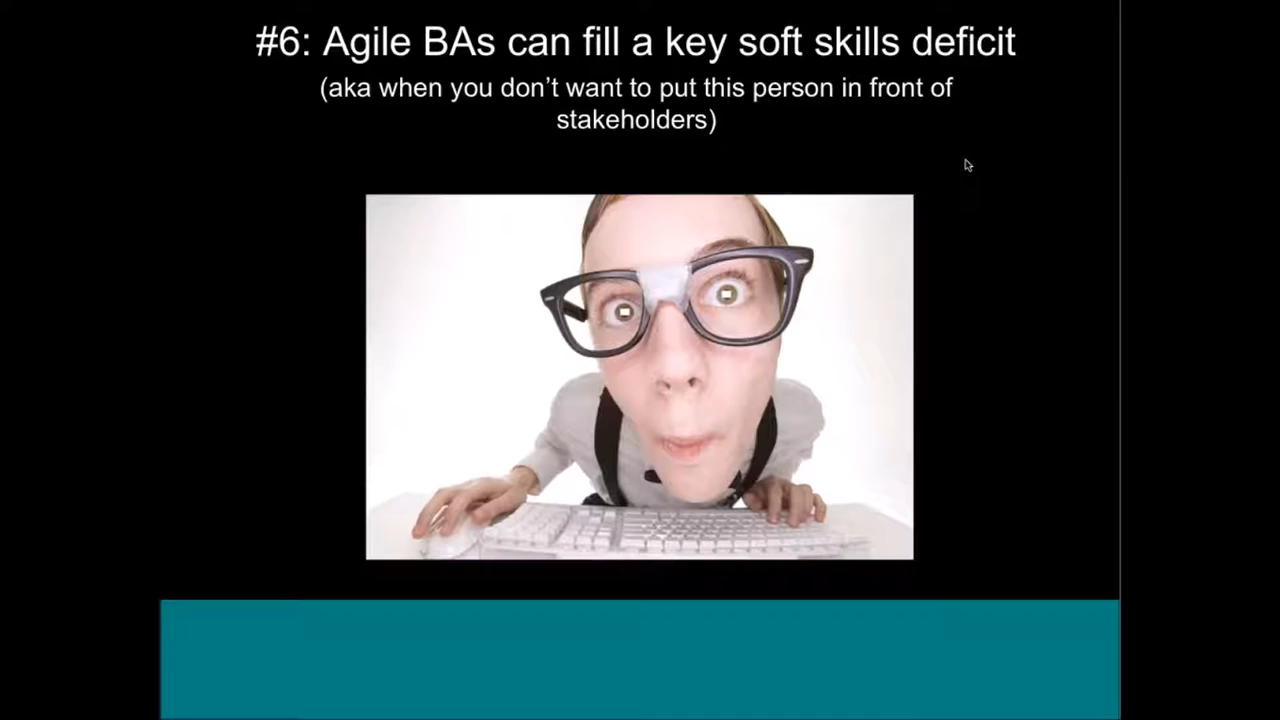 #6: Agile BAs can fill a key soft skills deficit
(aka when you don’t want to put this person in front of
stakeholders)